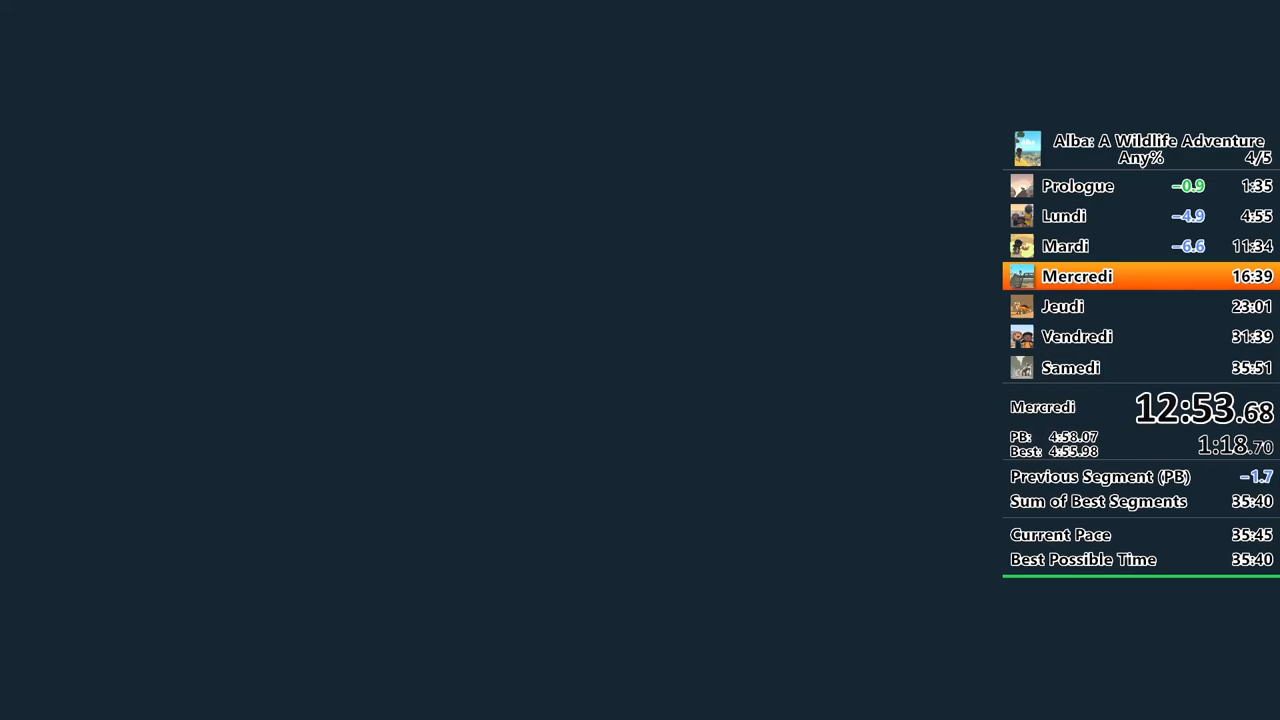 Alba: A Wildlife Adventure
Any% 4/5
Prologue −0.9 1:35
Lundi −4.9 4:55
Mardi −6.6 11:34
Mercredi 16:39
Jeudi 23:01
Vendredi 31:39
Samedi 35:51
Mercredi 12:53.68
PB: 4:58.07 1:18.70
Best: 4:55.98
Previous Segment (PB) −1.7
Sum of Best Segments 35:40
Current Pace 35:45
Best Possible Time 35:40